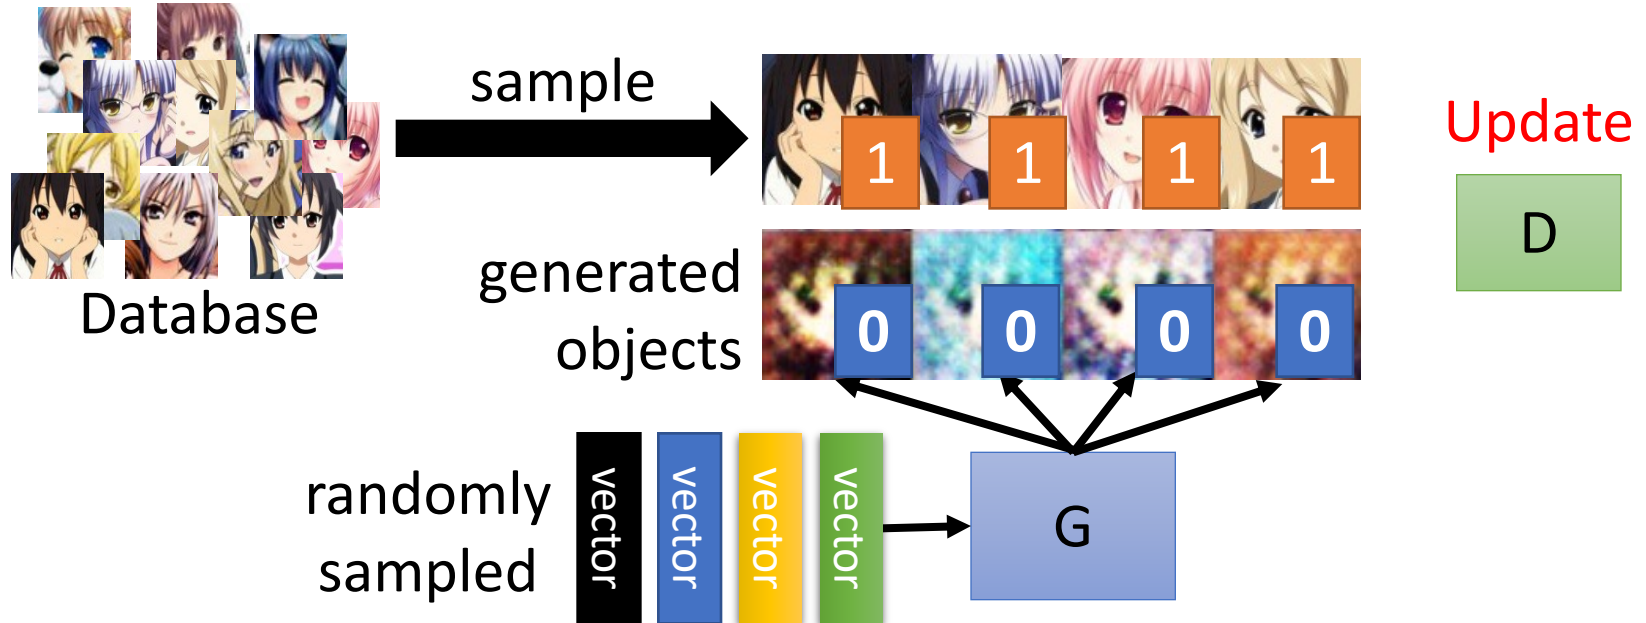 sample
1 1 1 1
Update
D
Database
generated
objects
0 0 0 0
randomly
sampled
vector
vector
vector
vector
G